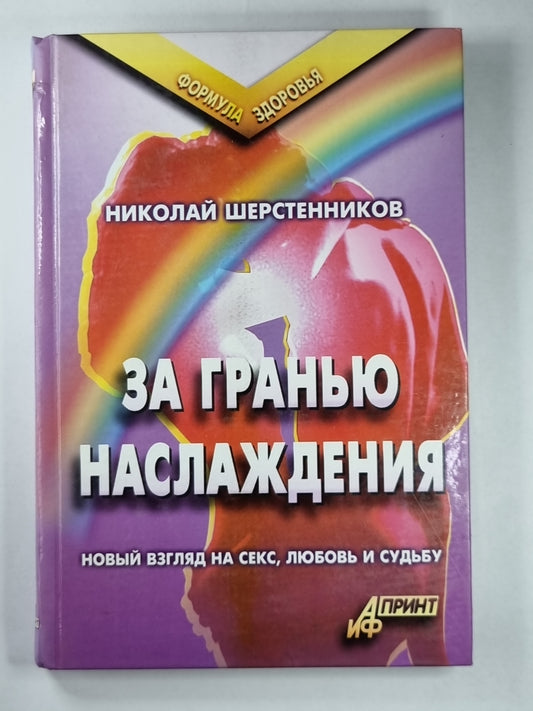 ФОРМУЛА ЗДОРОВЬЯ
НИКОЛАЙ ШЕРСТЕННИКОВ
ЗА ГРАНЬЮ
НАСЛАЖДЕНИЯ
НОВЫЙ ВЗГЛЯД НА СЕКС, ЛЮБОВЬ И СУДЬБУ
АИФ ПРИНТ